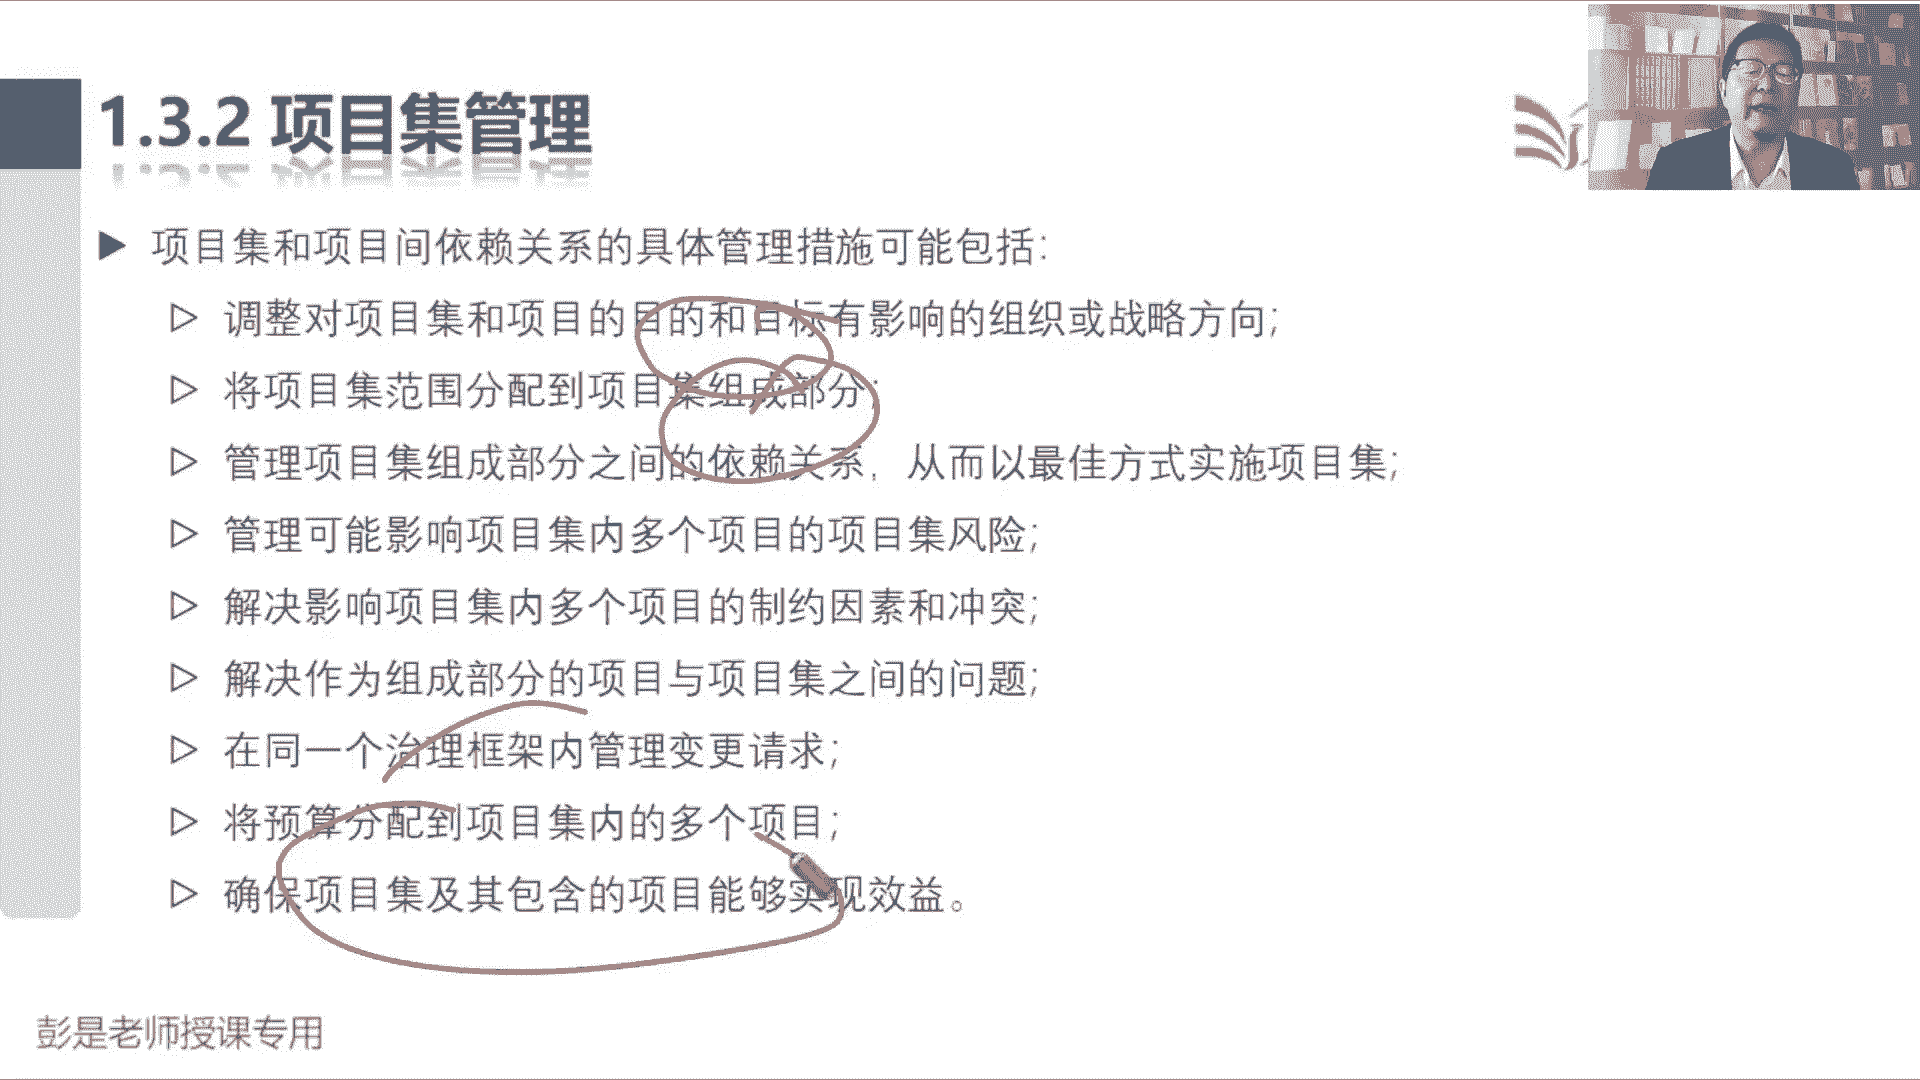 1.3.2 项目集管理
项目集和项目间依赖关系的具体管理措施可能包括:
调整对项目集和项目的目的和目标有影响的组织或战略方向;
将项目集范围分配到项目集组成部分;
管理项目集组成部分之间的依赖关系，从而以最佳方式实施项目集;
管理可能影响项目集内多个项目的项目集风险;
解决影响项目集内多个项目的制约因素和冲突;
解决作为组成部分的项目与项目集之间的问题;
在同一个治理框架内管理变更请求;
将预算分配到项目集内的多个项目;
确保项目集及其包含的项目能够实现效益。
彭是老师授课专用